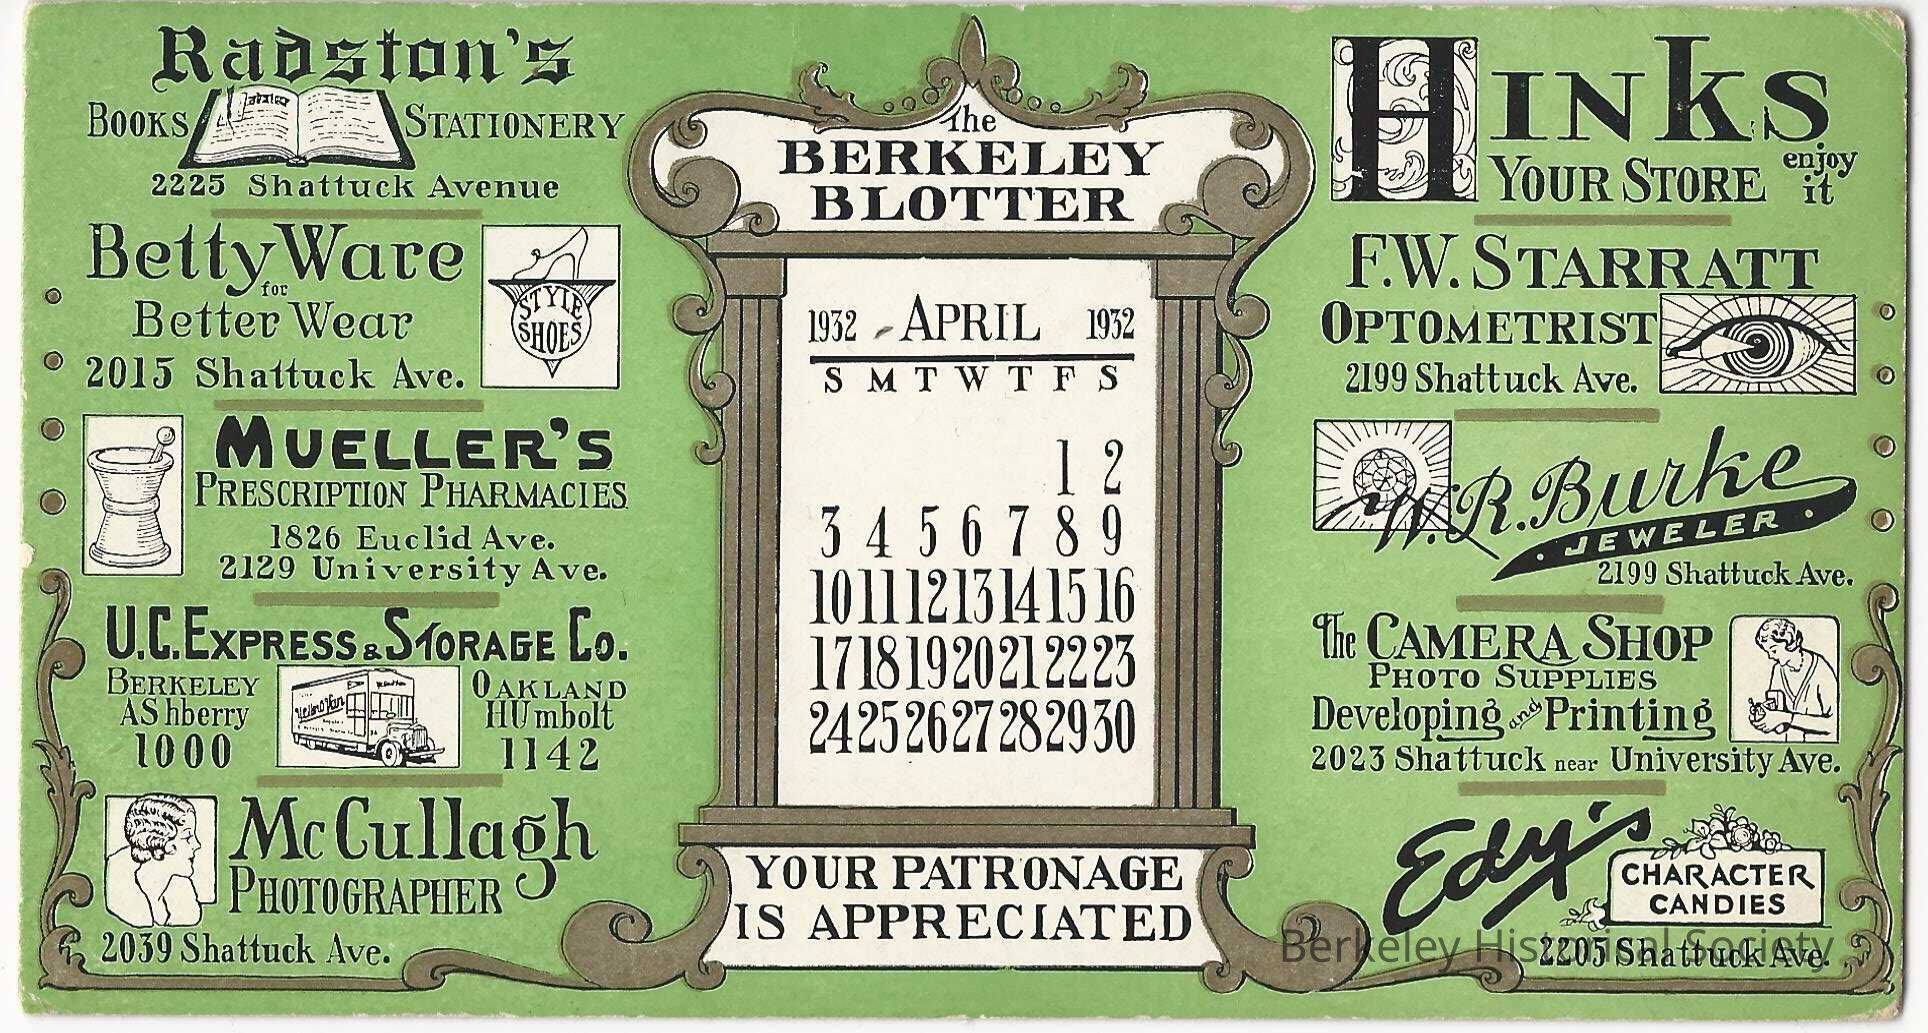 Radston's
BOOKS STATIONERY
2225 Shattuck Avenue
Betty Ware
for
Better Wear
STYLE
SHOES
2015 Shattuck Ave.
MUELLER'S
PRESCRIPTION PHARMACIES
1826 Euclid Ave.
2129 University Ave.
U.C. EXPRESS & STORAGE Co.
BERKELEY
AShberry
1000
Yellow Van
OAKLAND
HUmbolt
1142
McCullagh
PHOTOGRAPHER
2039 Shattuck Ave.
The
BERKELEY
BLOTTER
1932 APRIL 1932
S M T W T F S
1 2
3 4 5 6 7 8 9
10 11 12 13 14 15 16
17 18 19 20 21 22 23
24 25 26 27 28 29 30
YOUR PATRONAGE
IS APPRECIATED
HINKS
YOUR STORE enjoy it
F.W. STARRATT
OPTOMETRIST
2199 Shattuck Ave.
W.R. Burke
JEWELER
2199 Shattuck Ave.
The CAMERA SHOP
PHOTO SUPPLIES
Developing and Printing
2023 Shattuck near University Ave.
Edy's
CHARACTER
CANDIES
2205 Shattuck Ave.
Berkeley Historical Society